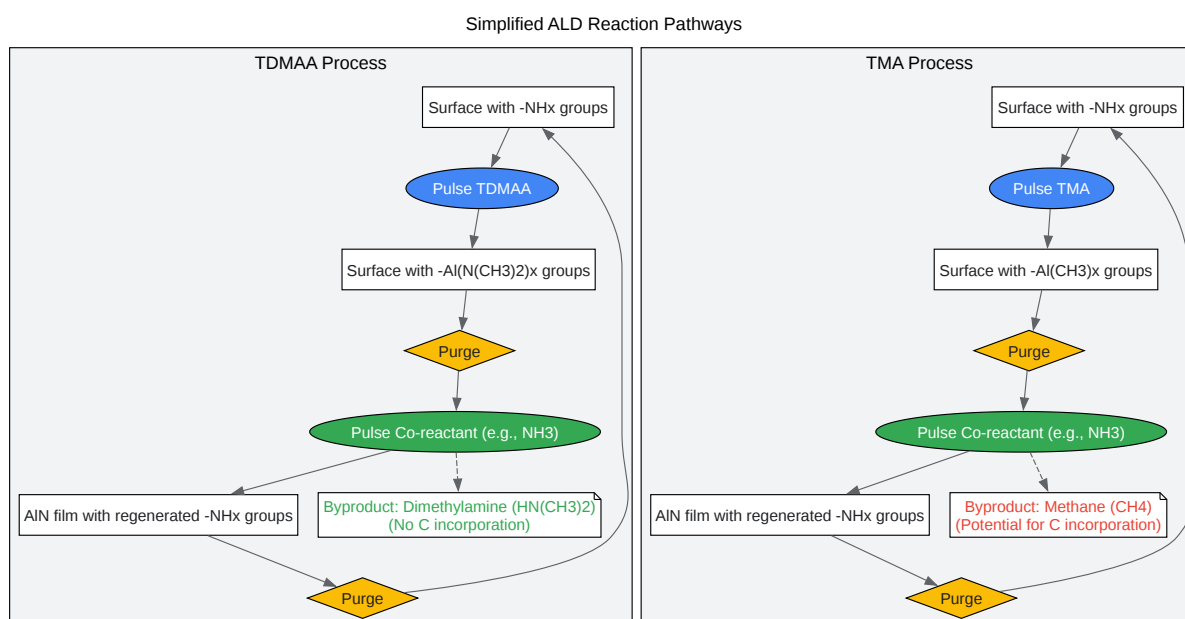 Simplified ALD Reaction Pathways
TDMAA Process
Surface with -NHx groups
Pulse TDMAA
Surface with -Al(N(CH3)2)x groups
Purge
Pulse Co-reactant (e.g., NH3)
AlN film with regenerated -NHx groups
Byproduct: Dimethylamine (HN(CH3)2)
(No C incorporation)
Purge
TMA Process
Surface with -NHx groups
Pulse TMA
Surface with -Al(CH3)x groups
Purge
Pulse Co-reactant (e.g., NH3)
AlN film with regenerated -NHx groups
Byproduct: Methane (CH4)
(Potential for C incorporation)
Purge